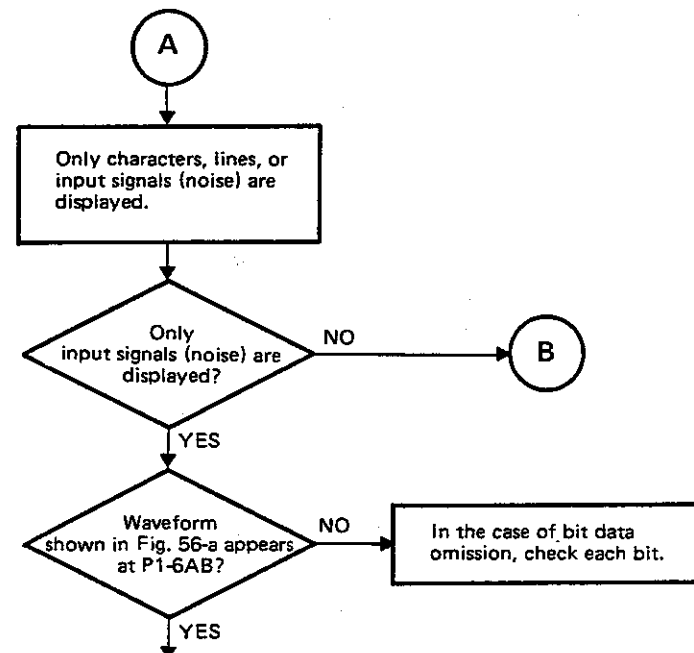 A
Only characters, lines, or
input signals (noise) are
displayed.
Only
input signals (noise) are
displayed?
NO
B
YES
Waveform
shown in Fig. 56-a appears
at P1-6AB?
NO
In the case of bit data
omission, check each bit.
YES